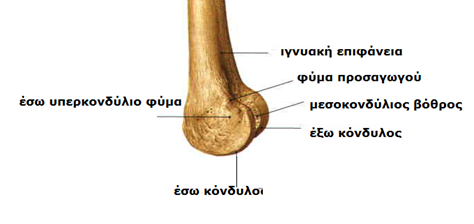 ιγνυακή επιφάνεια
φύμα προσαγωγού
έσω υπερκονδύλιο φύμα
μεσοκονδύλιος βόθρος
έξω κόνδυλος
έσω κόνδυλος